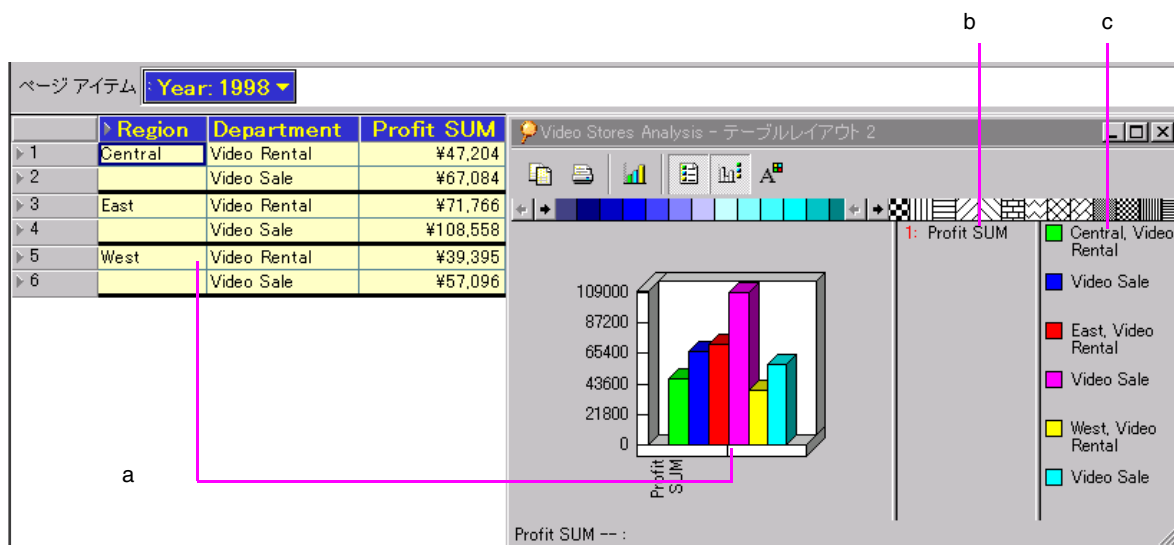 b c
ページ アイテム Year: 1998
Region Department Profit SUM
1 Central Video Rental ¥47,204
2 Video Sale ¥67,084
3 East Video Rental ¥71,766
4 Video Sale ¥108,558
5 West Video Rental ¥39,395
6 Video Sale ¥57,096
Video Stores Analysis - テーブルレイアウト 2
A
109000
87200
65400
43600
21800
0
Profit
SUM
1: Profit SUM
Central, Video
Rental
Video Sale
East, Video
Rental
Video Sale
West, Video
Rental
Video Sale
Profit SUM -- :
a